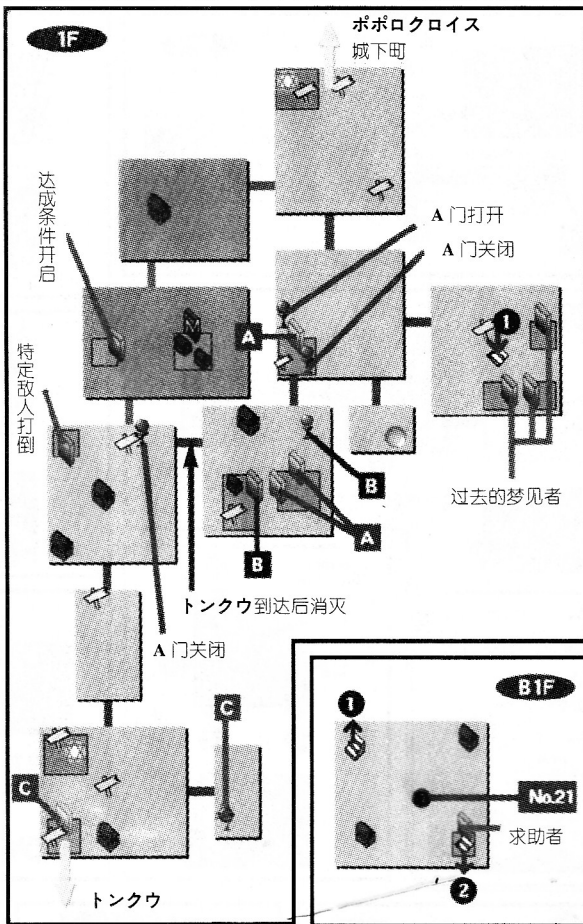 1F
ポポロクロイス
城下町
达成条件开启
A 门打开
A 门关闭
A
1
特定敌人打倒
B
过去的梦见者
A
B
トンクウ到达后消灭
A 门关闭
C
C
トンクウ
B1F
1
No.21
求助者
2